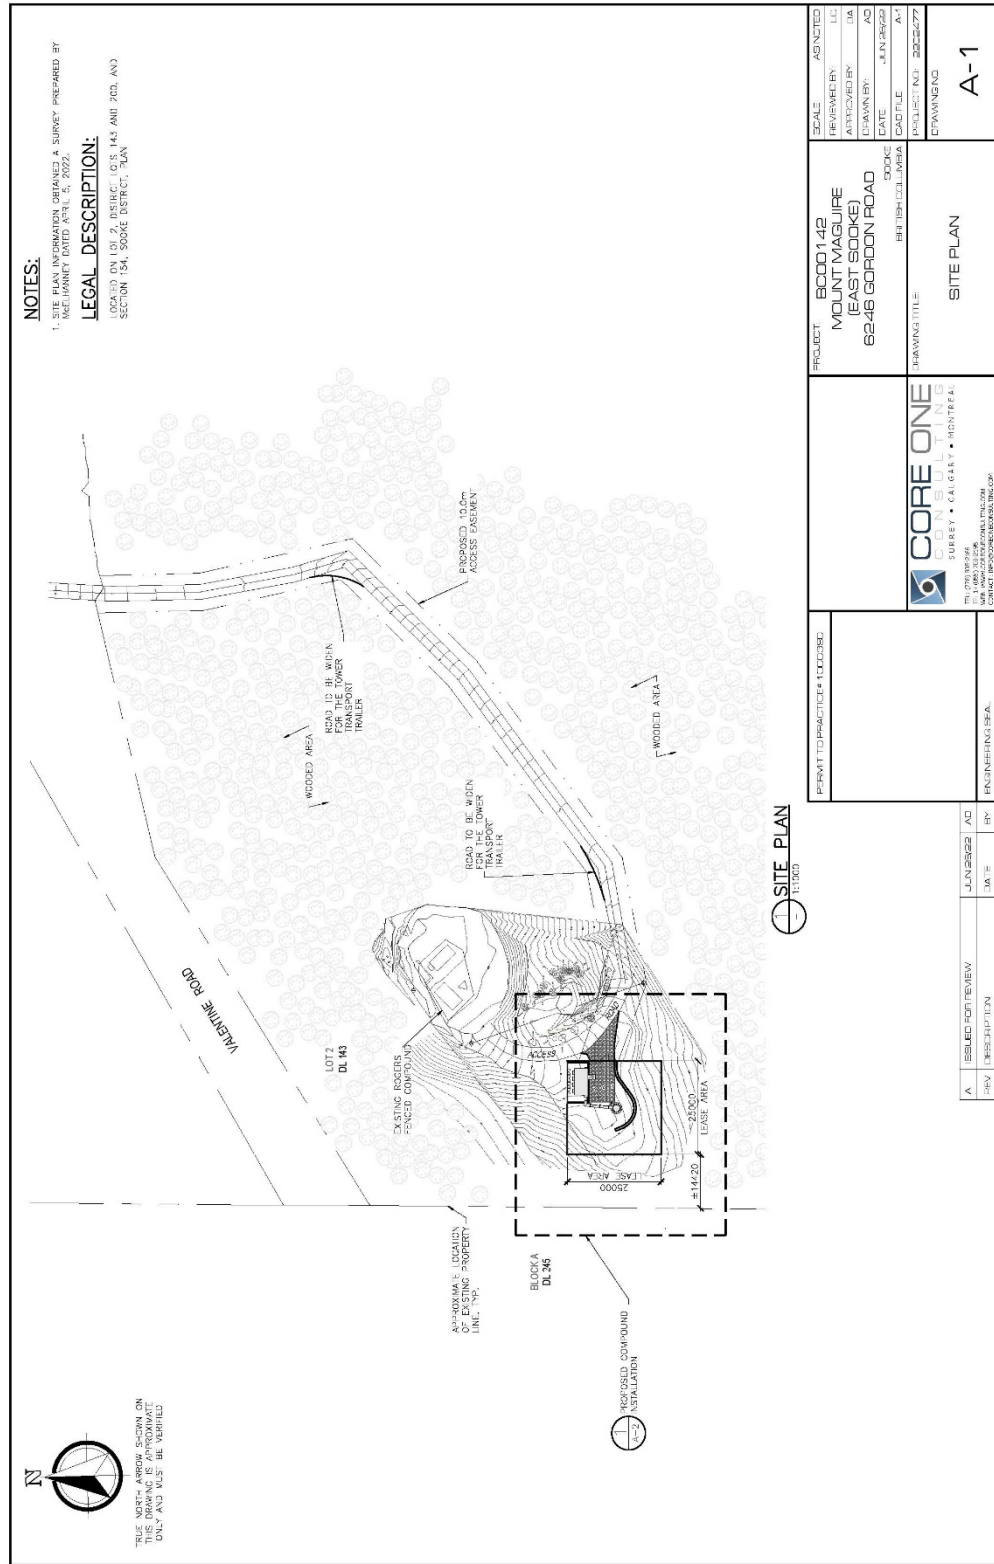 N
TRUE NORTH ARROW SHOWN ON
THIS DRAWING IS APPROXIMATE
ONLY AND MUST BE VERIFIED
NOTES:
1. SITE PLAN INFORMATION OBTAINED A SURVEY PREPARED BY
McELHANNEY DATED APRIL 5, 2022.
LEGAL DESCRIPTION:
LOCATED ON LOT 2, DISTRICT LOTS 143 AND 200, AND
SECTION 154, SOOKE DISTRICT, PLAN
VALENTINE ROAD
LOT 2
DL 143
APPROXIMATE LOCATION
OF EXISTING PROPERTY
LINE, TYP.
EXISTING ROGERS
FENCED COMPOUND
WOODED AREA
ROAD TO BE WIDEN
FOR THE TOWER
TRANSPORT
TRAILER
PROPOSED 10.0m
ACCESS EASEMENT
ROAD TO BE WIDEN
FOR THE TOWER
TRANSPORT
TRAILER
WOODED AREA
BLOCK A
DL 245
ACCESS
ROAD
25000
LEASE AREA
25000
LEASE AREA
±14420
1
A-2
PROPOSED COMPOUND
INSTALLATION
1
-
SITE PLAN
1:1000
A
ISSUED FOR REVIEW
JUN 28/22
AD
REV
DESCRIPTION
DATE
BY
PERMIT TO PRACTICE#
ENGINEERING SEAL
CORE ONE
CONSULTING
SURREY • CALGARY • MONTREAL
PROJECT:
BC00142
MOUNT MAGUIRE
(EAST SOOKE)
6246 GORDON ROAD
SOOKE
BRITISH COLUMBIA
DRAWING TITLE:
SITE PLAN
SCALE: AS NOTED
REVIEWED BY: LC
APPROVED BY: DA
DRAWN BY: AD
DATE: JUN 28/22
CAD FILE: A-1
PROJECT NO: 2202477
DRAWING NO:
A-1